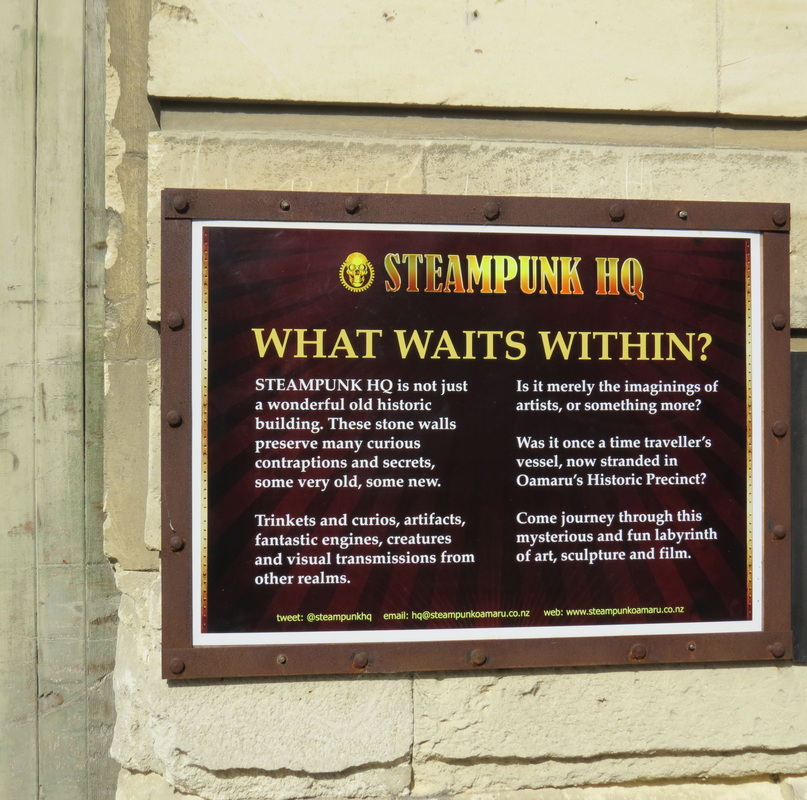 STEAMPUNK HQ
WHAT WAITS WITHIN?
STEAMPUNK HQ is not just
a wonderful old historic
building. These stone walls
preserve many curious
contraptions and secrets,
some very old, some new.
Trinkets and curios, artifacts,
fantastic engines, creatures
and visual transmissions from
other realms.
Is it merely the imaginings of
artists, or something more?
Was it once a time traveller's
vessel, now stranded in
Oamaru's Historic Precinct?
Come journey through this
mysterious and fun labyrinth
of art, sculpture and film.
tweet: @steampunkhq email: hq@steampunkoamaru.co.nz web: www.steampunkoamaru.co.nz